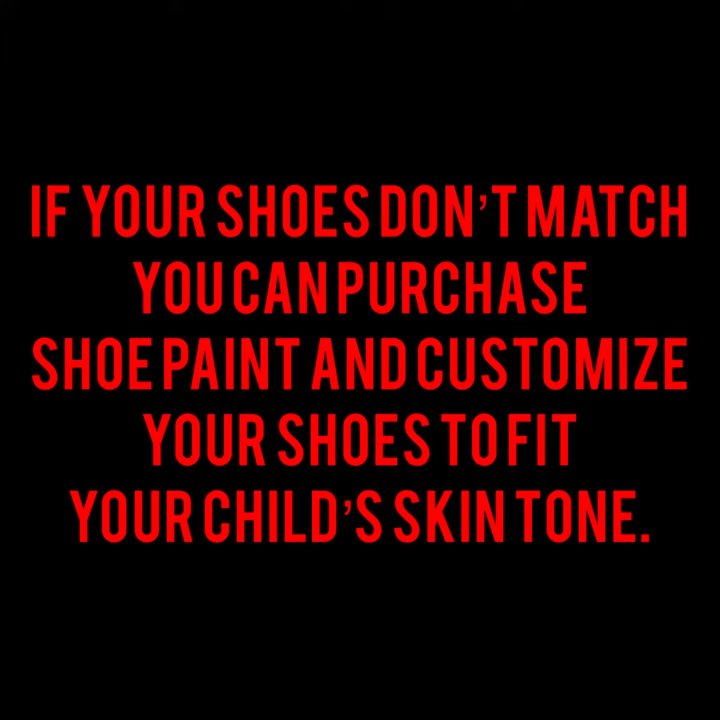 IF YOUR SHOES DON'T MATCH
YOU CAN PURCHASE
SHOE PAINT AND CUSTOMIZE
YOUR SHOES TO FIT
YOUR CHILD'S SKIN TONE.